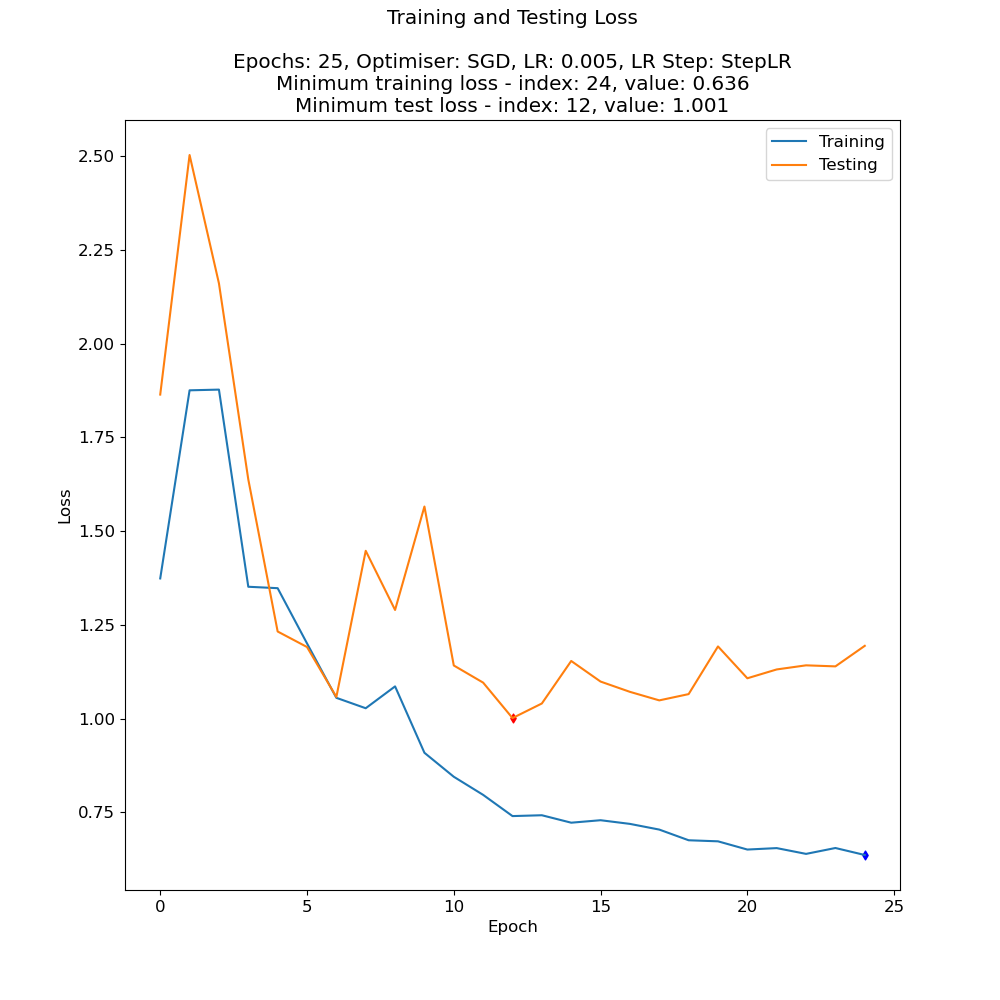 Training and Testing Loss
Epochs: 25, Optimiser: SGD, LR: 0.005, LR Step: StepLR
Minimum training loss - index: 24, value: 0.636
Minimum test loss - index: 12, value: 1.001
Training
Testing
2.50
2.25
2.00
1.75
1.50
1.25
1.00
0.75
Loss
0 5 10 15 20 25
Epoch